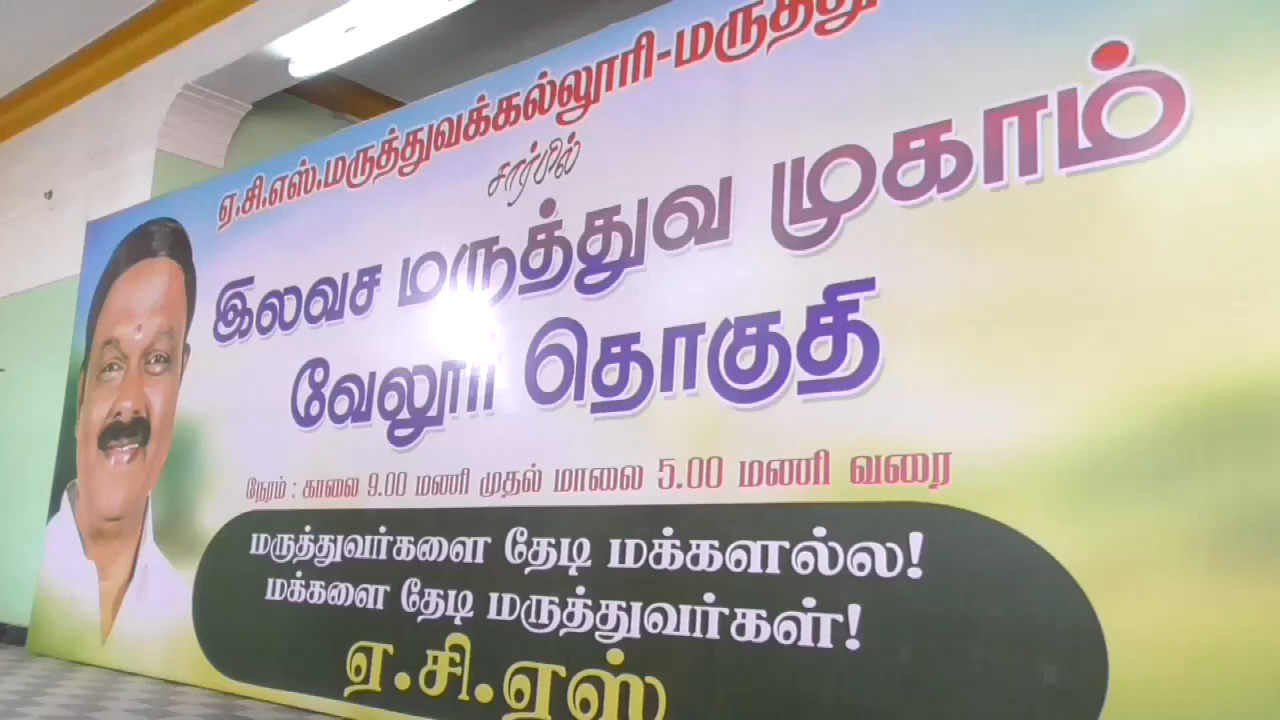 ஏ.சி.எஸ்.மருத்துவக்கல்லூரி-மருத்து
சார்பில்
இலவச மருத்துவ முகாம்
வேலூர் தொகுதி
நேரம் : காலை 9.00 மணி முதல் மாலை 5.00 மணி வரை
மருத்துவர்களை தேடி மக்களல்ல!
மக்களை தேடி மருத்துவர்கள்!
ஏ.சி.எஸ்